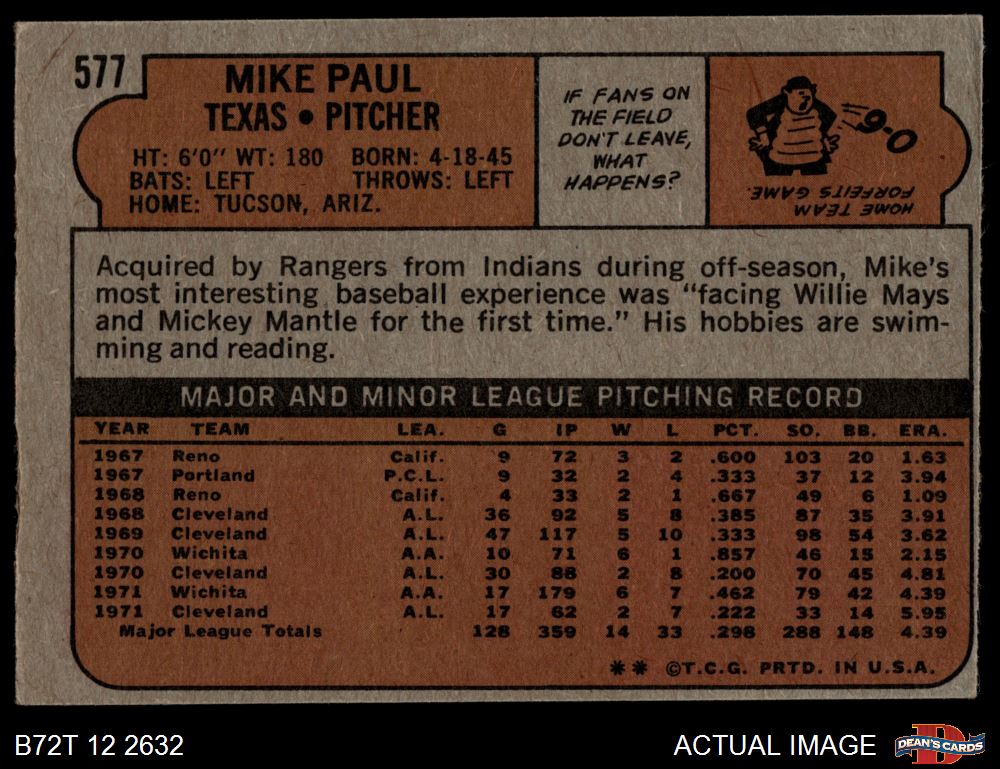 577
MIKE PAUL
TEXAS • PITCHER
HT: 6'0" WT: 180 BORN: 4-18-45
BATS: LEFT THROWS: LEFT
HOME: TUCSON, ARIZ.
IF FANS ON
THE FIELD
DON'T LEAVE,
WHAT
HAPPENS?
9-0
HOME TEAM
FORFEITS GAME.
Acquired by Rangers from Indians during off-season, Mike's
most interesting baseball experience was "facing Willie Mays
and Mickey Mantle for the first time." His hobbies are swim-
ming and reading.
MAJOR AND MINOR LEAGUE PITCHING RECORD
YEAR TEAM LEA. G IP W L PCT. SO. BB. ERA.
1967 Reno Calif. 9 72 3 2 .600 103 20 1.63
1967 Portland P.C.L. 9 32 2 4 .333 37 12 3.94
1968 Reno Calif. 4 33 2 1 .667 49 6 1.09
1968 Cleveland A.L. 36 92 5 8 .385 87 35 3.91
1969 Cleveland A.L. 47 117 5 10 .333 98 54 3.62
1970 Wichita A.A. 10 71 6 1 .857 46 15 2.15
1970 Cleveland A.L. 30 88 2 8 .200 70 45 4.81
1971 Wichita A.A. 17 179 6 7 .462 79 42 4.39
1971 Cleveland A.L. 17 62 2 7 .222 33 14 5.95
Major League Totals 128 359 14 33 .298 288 148 4.39
** ©T.C.G. PRTD. IN U.S.A.
B72T 12 2632
ACTUAL IMAGE
D
DEAN'S CARDS